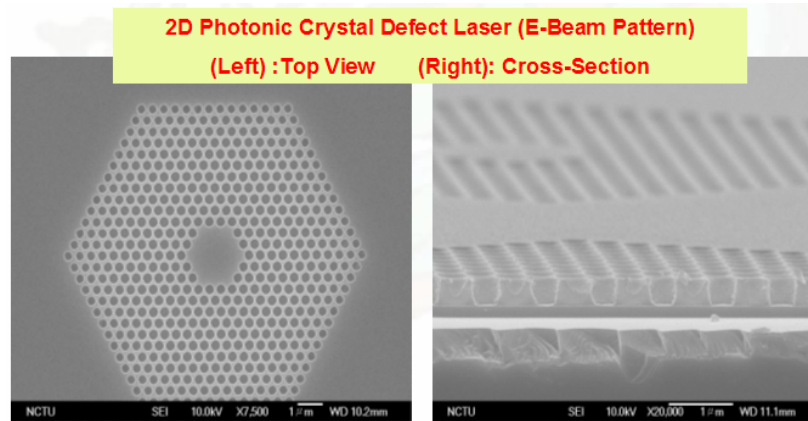 2D Photonic Crystal Defect Laser (E-Beam Pattern)
(Left) :Top View (Right): Cross-Section
NCTU SEI 10.0kV X7,500 1μm WD 10.2mm
NCTU SEI 10.0kV X20,000 1μm WD 11.1mm